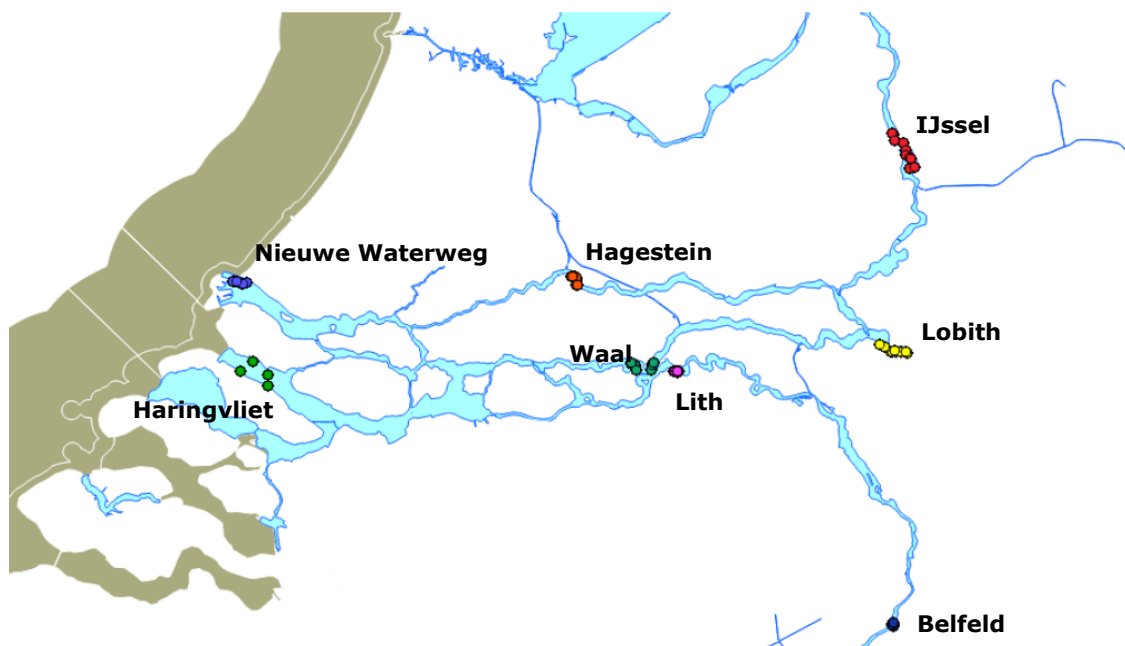 IJssel
Nieuwe Waterweg
Hagestein
Lobith
Waal
Lith
Haringvliet
Belfeld